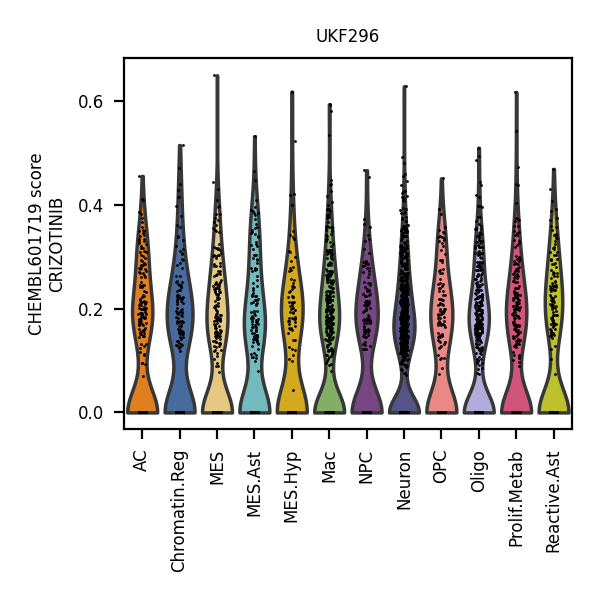 UKF296
CHEMBL601719 score
CRIZOTINIB
0.6
0.4
0.2
0.0
AC
Chromatin.Reg
MES
MES.Ast
MES.Hyp
Mac
NPC
Neuron
OPC
Oligo
Prolif.Metab
Reactive.Ast